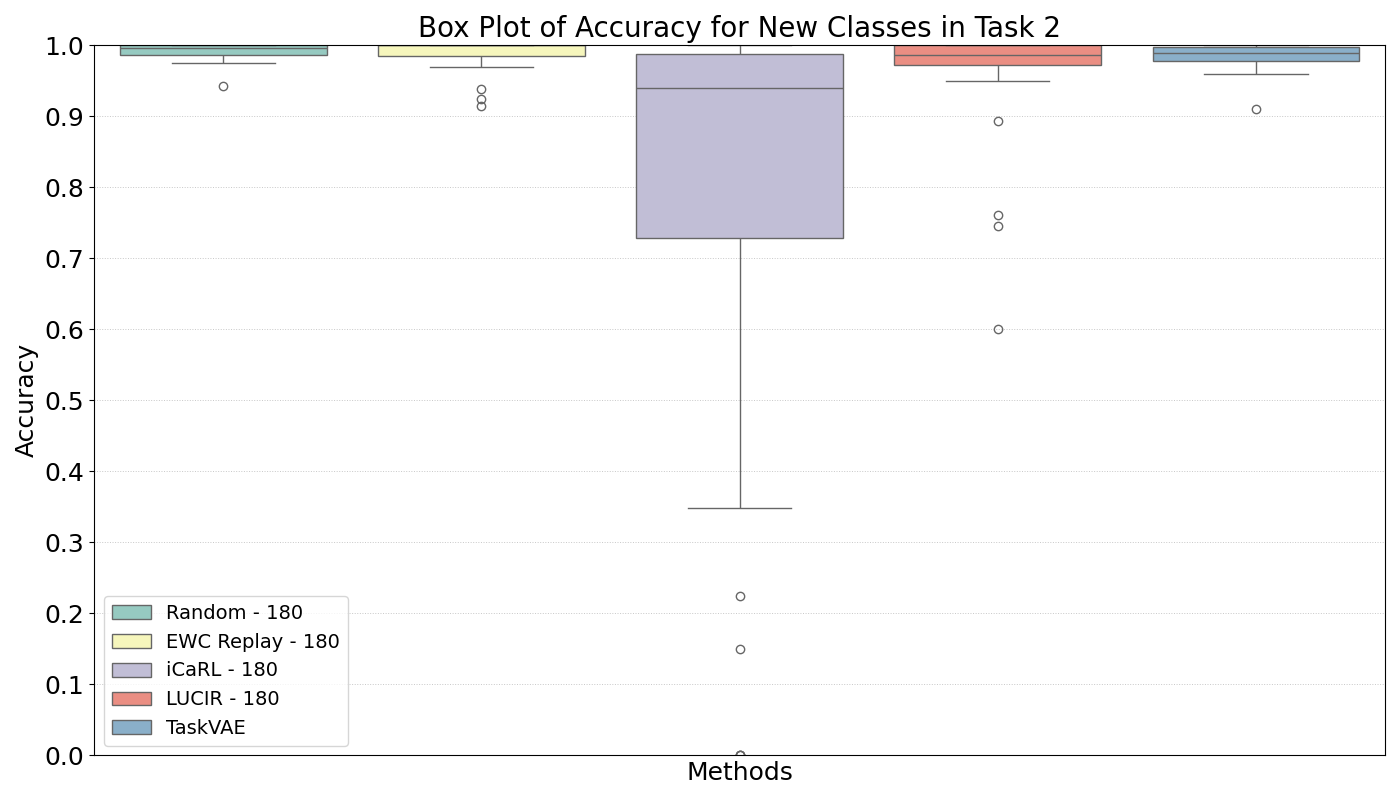 Box Plot of Accuracy for New Classes in Task 2
1.0
0.9
0.8
0.7
0.6
0.5
0.4
0.3
0.2
0.1
0.0
Accuracy
Methods
Random - 180
EWC Replay - 180
iCaRL - 180
LUCIR - 180
TaskVAE